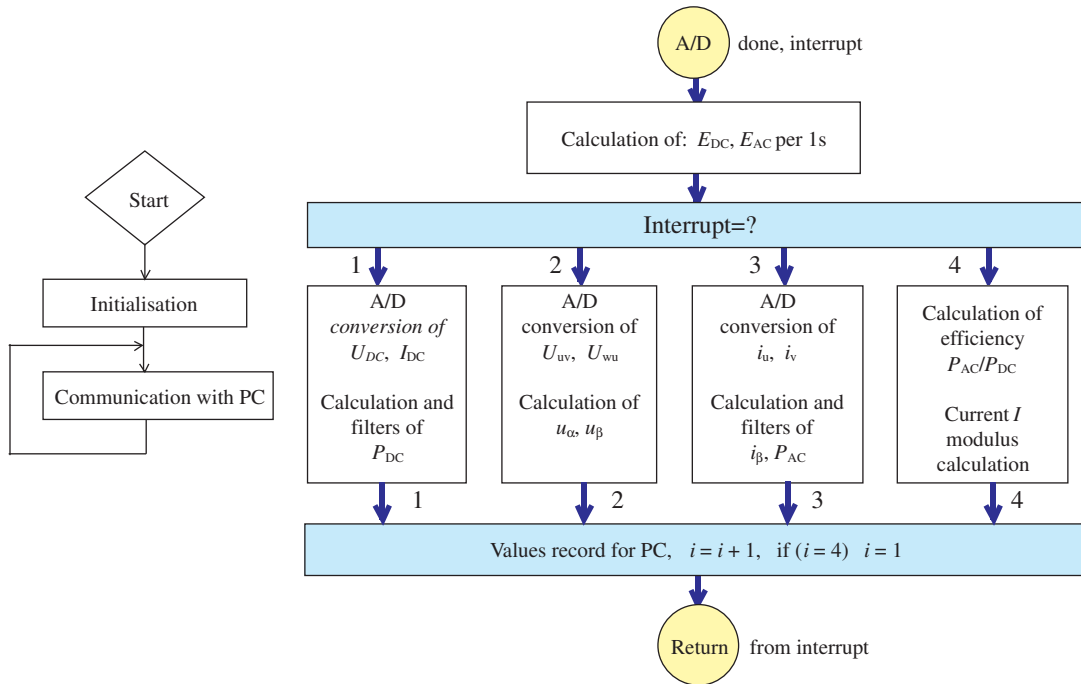 Start
Initialisation
Communication with PC
A/D done, interrupt
Calculation of: E_DC, E_AC per 1s
Interrupt=?
1
2
3
4
A/D
conversion of
U_DC, I_DC
Calculation and
filters of
P_DC
A/D
conversion of
U_uv, U_wu
Calculation of
u_α, u_β
A/D
conversion of
i_u, i_v
Calculation and
filters of
i_β, P_AC
Calculation of
efficiency
P_AC/P_DC
Current I
modulus
calculation
1
2
3
4
Values record for PC, i = i + 1, if (i = 4) i = 1
Return from interrupt